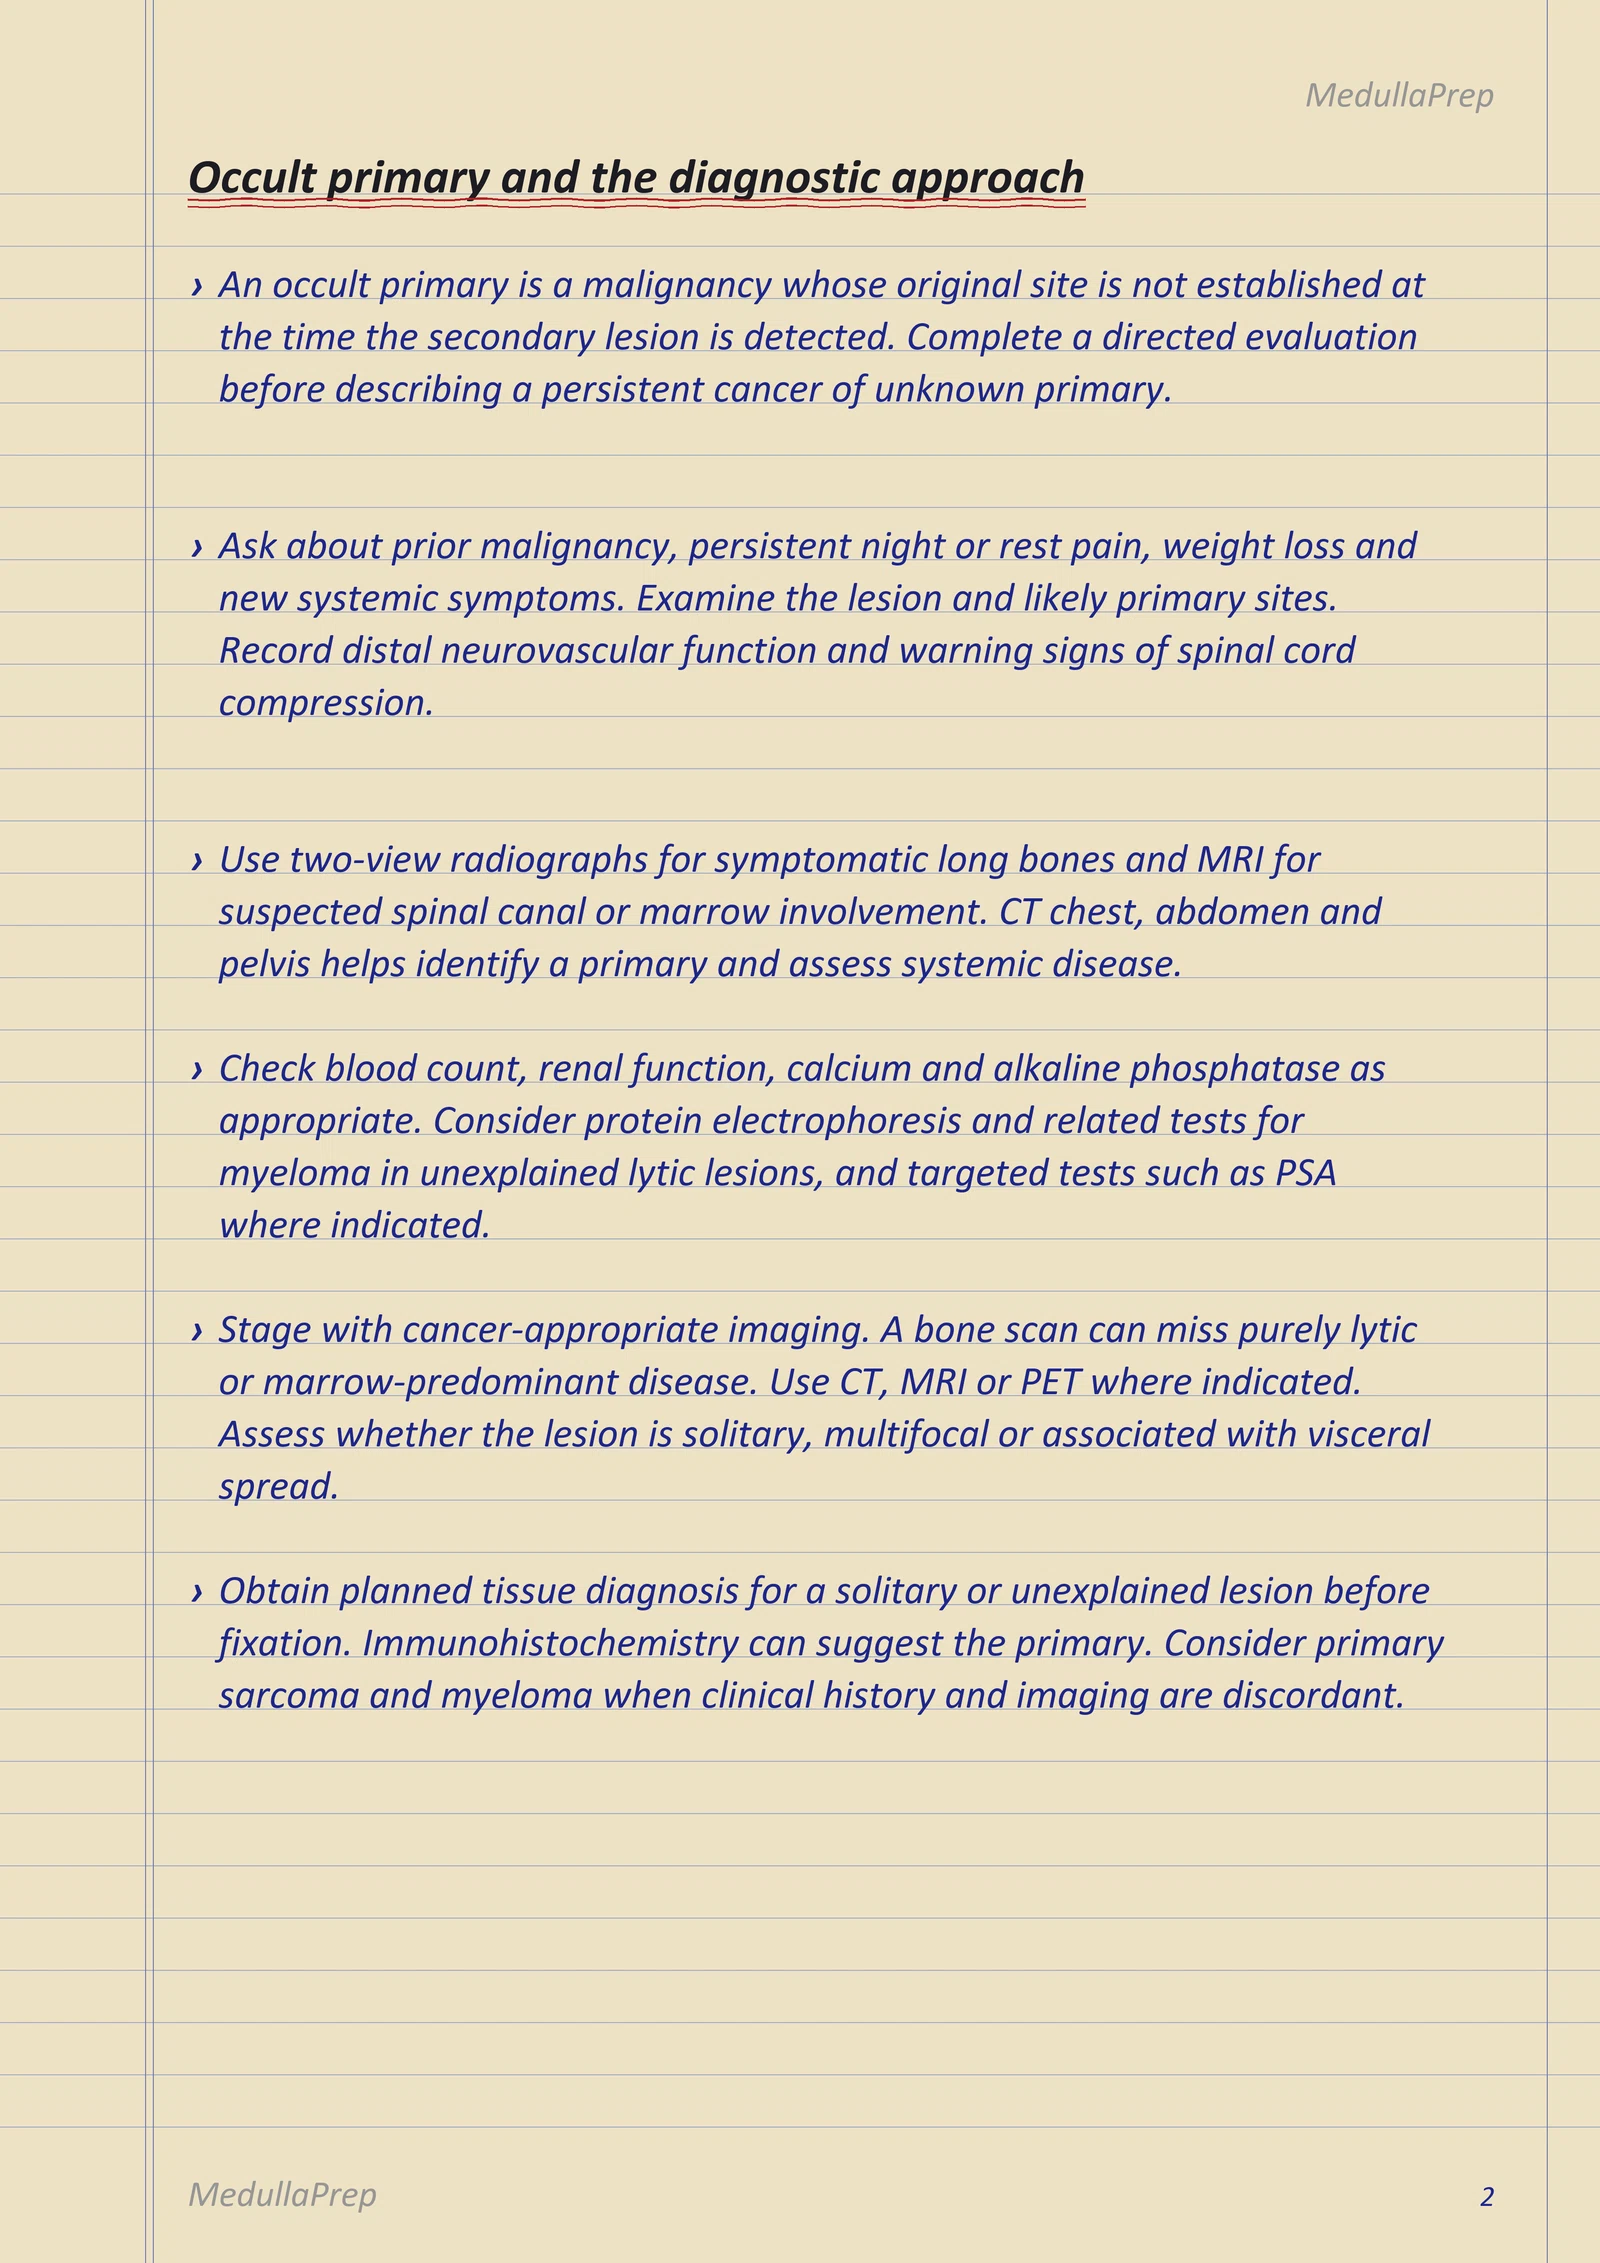 MedullaPrep
Occult primary and the diagnostic approach
› An occult primary is a malignancy whose original site is not established at
the time the secondary lesion is detected. Complete a directed evaluation
before describing a persistent cancer of unknown primary.
› Ask about prior malignancy, persistent night or rest pain, weight loss and
new systemic symptoms. Examine the lesion and likely primary sites.
Record distal neurovascular function and warning signs of spinal cord
compression.
› Use two-view radiographs for symptomatic long bones and MRI for
suspected spinal canal or marrow involvement. CT chest, abdomen and
pelvis helps identify a primary and assess systemic disease.
› Check blood count, renal function, calcium and alkaline phosphatase as
appropriate. Consider protein electrophoresis and related tests for
myeloma in unexplained lytic lesions, and targeted tests such as PSA
where indicated.
› Stage with cancer-appropriate imaging. A bone scan can miss purely lytic
or marrow-predominant disease. Use CT, MRI or PET where indicated.
Assess whether the lesion is solitary, multifocal or associated with visceral
spread.
› Obtain planned tissue diagnosis for a solitary or unexplained lesion before
fixation. Immunohistochemistry can suggest the primary. Consider primary
sarcoma and myeloma when clinical history and imaging are discordant.
MedullaPrep
2